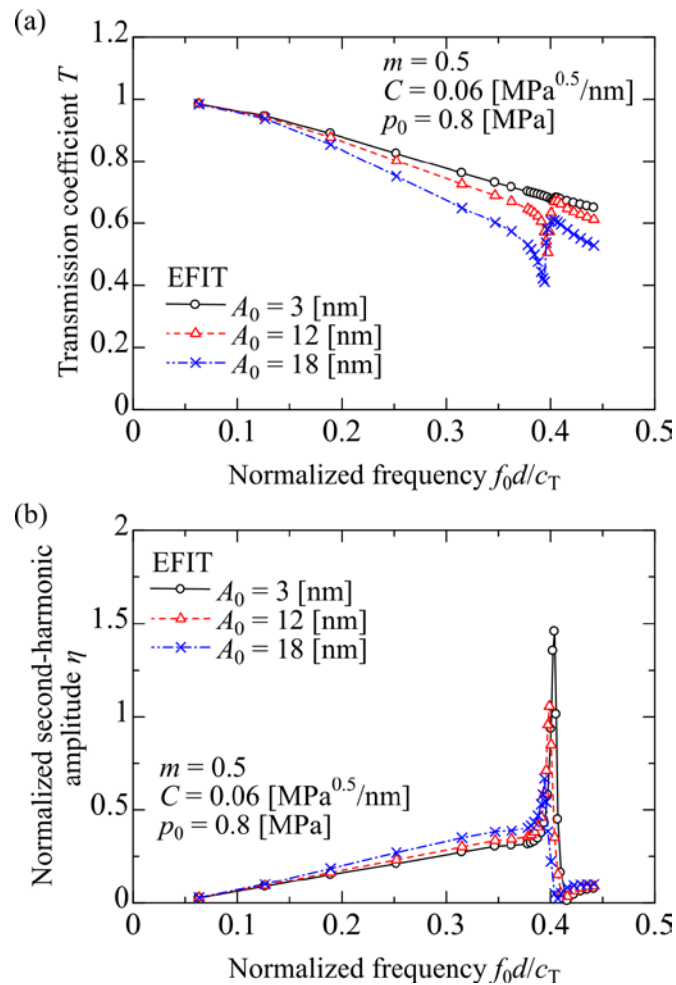 (a)
1.2
1
0.8
0.6
0.4
0.2
0
Transmission coefficient T
m = 0.5
C = 0.06 [MPa^0.5/nm]
p₀ = 0.8 [MPa]
EFIT
A₀ = 3 [nm]
A₀ = 12 [nm]
A₀ = 18 [nm]
0 0.1 0.2 0.3 0.4 0.5
Normalized frequency f₀d/c_T
(b)
2
1.5
1
0.5
0
Normalized second-harmonic
amplitude η
EFIT
A₀ = 3 [nm]
A₀ = 12 [nm]
A₀ = 18 [nm]
m = 0.5
C = 0.06 [MPa^0.5/nm]
p₀ = 0.8 [MPa]
0 0.1 0.2 0.3 0.4 0.5
Normalized frequency f₀d/c_T